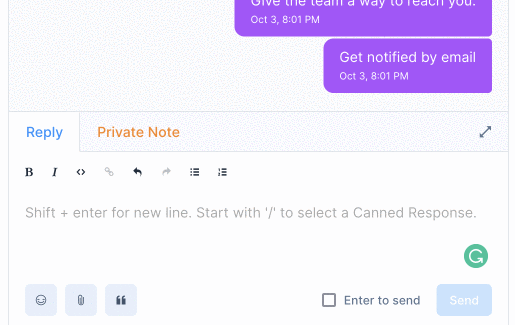 Give the team a way to reach you.
Oct 3, 8:01 PM
Get notified by email
Oct 3, 8:01 PM
Reply Private Note
B I
Shift + enter for new line. Start with '/' to select a Canned Response.
Enter to send Send